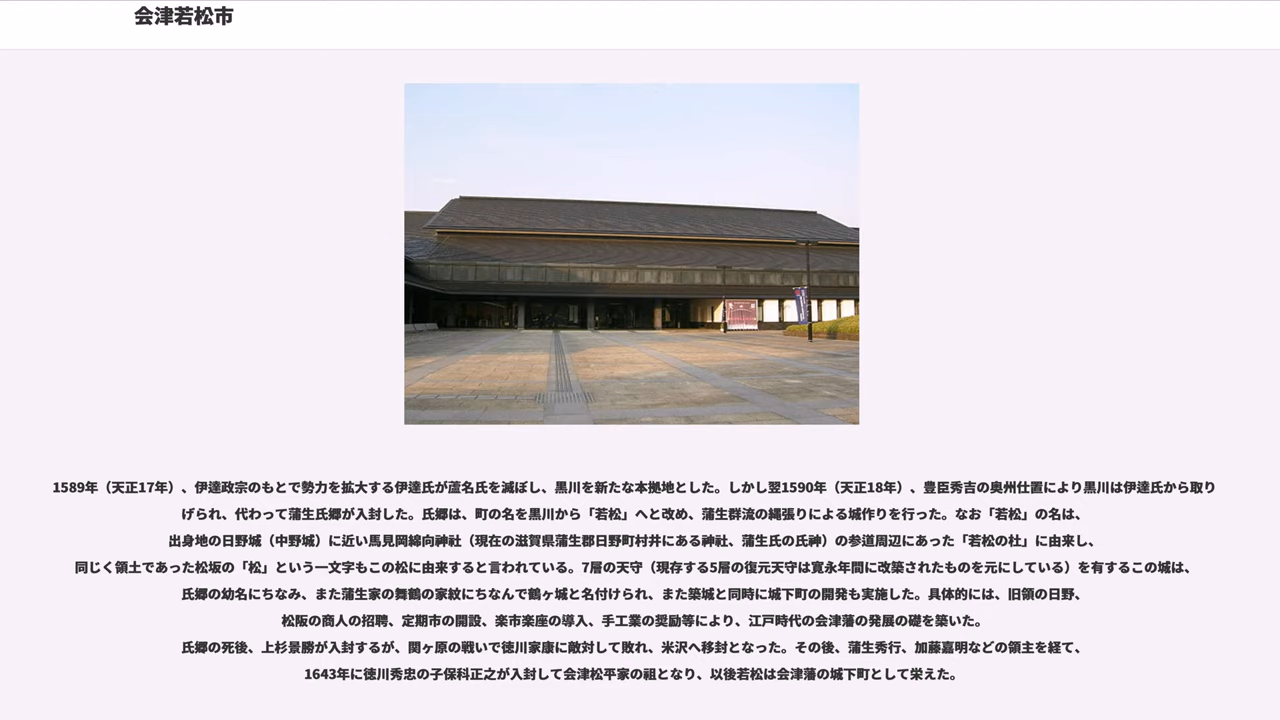 会津若松市
1589年（天正17年）、伊達政宗のもとで勢力を拡大する伊達氏が蘆名氏を滅ぼし、黒川を新たな本拠地とした。しかし翌1590年（天正18年）、豊臣秀吉の奥州仕置により黒川は伊達氏から取り
げられ、代わって蒲生氏郷が入封した。氏郷は、町の名を黒川から「若松」へと改め、蒲生群流の縄張りによる城作りを行った。なお「若松」の名は、
出身地の日野城（中野城）に近い馬見岡綿向神社（現在の滋賀県蒲生郡日野町村井にある神社、蒲生氏の氏神）の参道周辺にあった「若松の杜」に由来し、
同じく領土であった松坂の「松」という一文字もこの松に由来すると言われている。7層の天守（現存する5層の復元天守は寛永年間に改築されたものを元にしている）を有するこの城は、
氏郷の幼名にちなみ、また蒲生家の舞鶴の家紋にちなんで鶴ヶ城と名付けられ、また築城と同時に城下町の開発も実施した。具体的には、旧領の日野、
松阪の商人の招聘、定期市の開設、楽市楽座の導入、手工業の奨励等により、江戸時代の会津藩の発展の礎を築いた。
氏郷の死後、上杉景勝が入封するが、関ヶ原の戦いで徳川家康に敵対して敗れ、米沢へ移封となった。その後、蒲生秀行、加藤嘉明などの領主を経て、
1643年に徳川秀忠の子保科正之が入封して会津松平家の祖となり、以後若松は会津藩の城下町として栄えた。